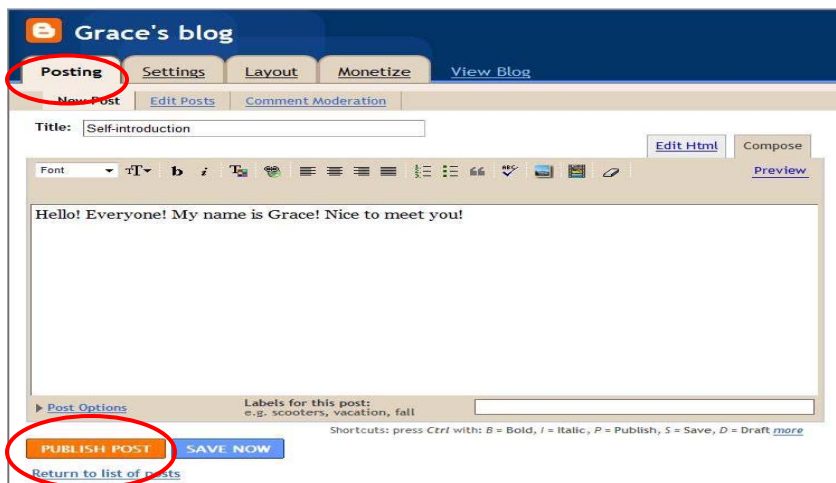 Grace's blog
Posting Settings Layout Monetize View Blog
New Post Edit Posts Comment Moderation
Title: Self-introduction
Edit Html Compose
Font TT b i T ABC Preview
Hello! Everyone! My name is Grace! Nice to meet you!
Post Options Labels for this post:
e.g. scooters, vacation, fall
Shortcuts: press Ctrl with: B = Bold, I = Italic, P = Publish, S = Save, D = Draft more
PUBLISH POST SAVE NOW
Return to list of posts